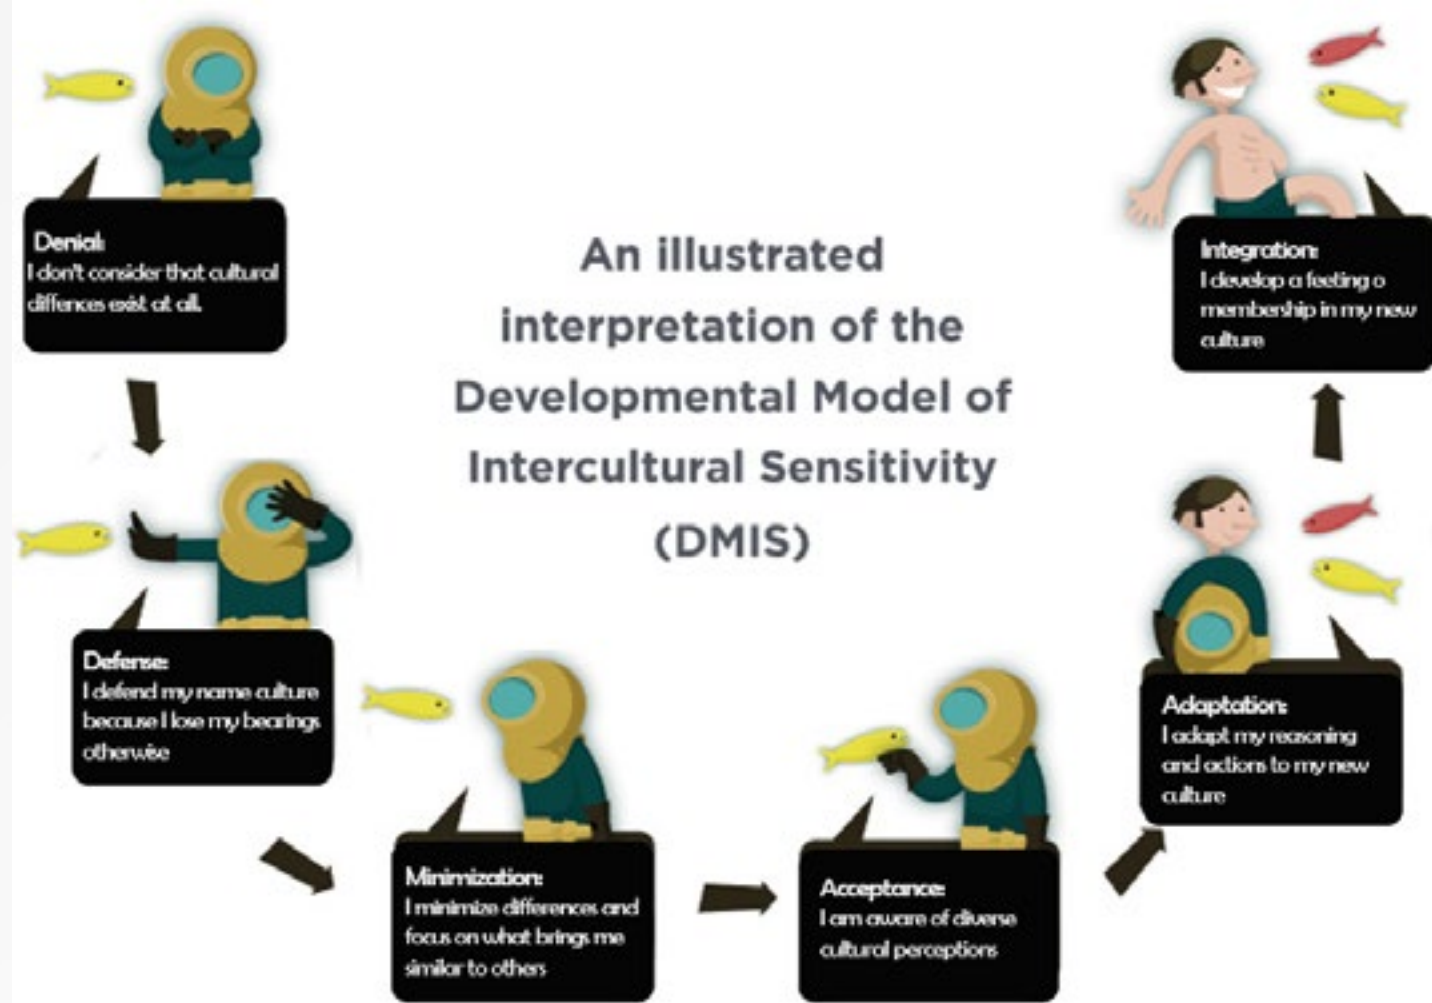 An illustrated
interpretation of the
Developmental Model of
Intercultural Sensitivity
(DMIS)
Denial:
I don't consider that cultural
diffences exist at all.
Defense:
I defend my name culture
because I lose my bearings
otherwise
Minimization:
I minimize differences and
focus on what brings me
similar to others
Acceptance:
I am aware of diverse
cultural perceptions
Adaptation:
I adapt my reasoning
and actions to my new
culture
Integration:
I develop a feeting o
membership in my new
culture